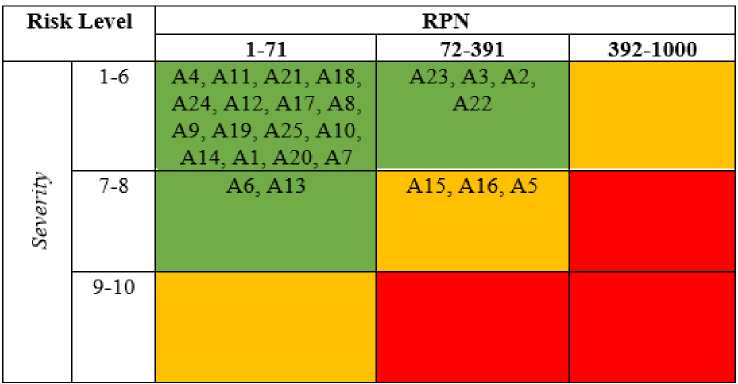 Risk Level
RPN
1-71
72-391
392-1000
Severity
1-6
A4, A11, A21, A18,
A24, A12, A17, A8,
A9, A19, A25, A10,
A14, A1, A20, A7
A23, A3, A2,
A22
7-8
A6, A13
A15, A16, A5
9-10